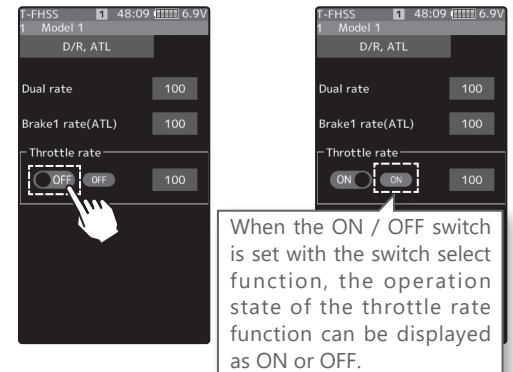 T-FHSS 1 48:09 6.9V
1 Model 1
D/R, ATL
Dual rate 100
Brake1 rate(ATL) 100
Throttle rate
OFF OFF 100
T-FHSS 1 48:09 6.9V
1 Model 1
D/R, ATL
Dual rate 100
Brake1 rate(ATL) 100
Throttle rate
ON ON 100
When the ON / OFF switch
is set with the switch select
function, the operation
state of the throttle rate
function can be displayed
as ON or OFF.